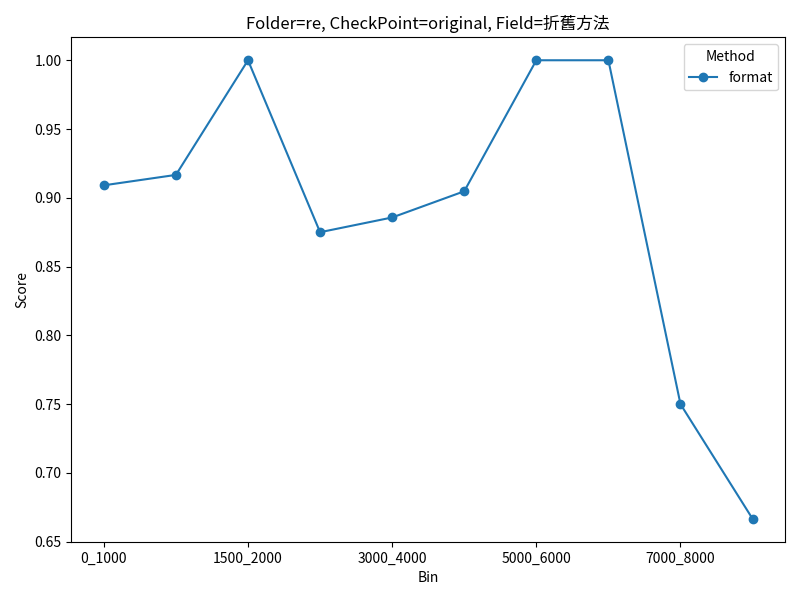 Folder=re, CheckPoint=original, Field=折舊方法
Method
format
1.00
0.95
0.90
0.85
0.80
0.75
0.70
0.65
Score
0_1000
1500_2000
3000_4000
5000_6000
7000_8000
Bin